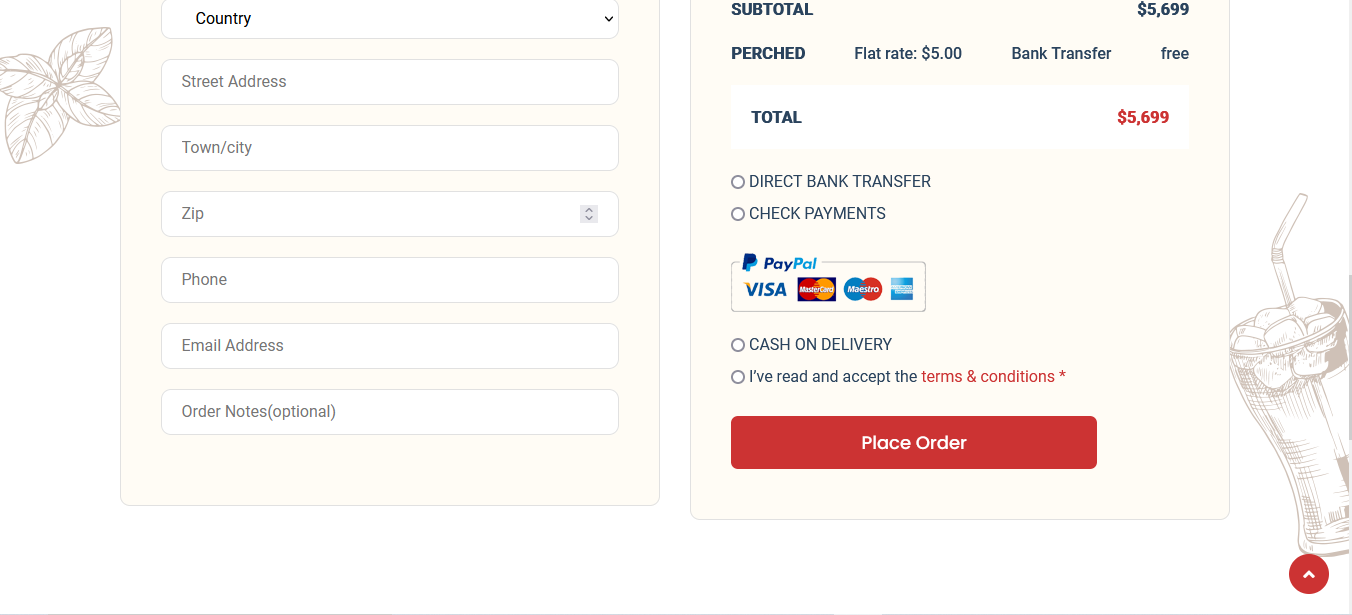 Country
Street Address
Town/city
Zip
Phone
Email Address
Order Notes(optional)
SUBTOTAL $5,699
PERCHED Flat rate: $5.00 Bank Transfer free
TOTAL $5,699
DIRECT BANK TRANSFER
CHECK PAYMENTS
PayPal
VISA MasterCard Maestro
CASH ON DELIVERY
I've read and accept the terms & conditions *
Place Order